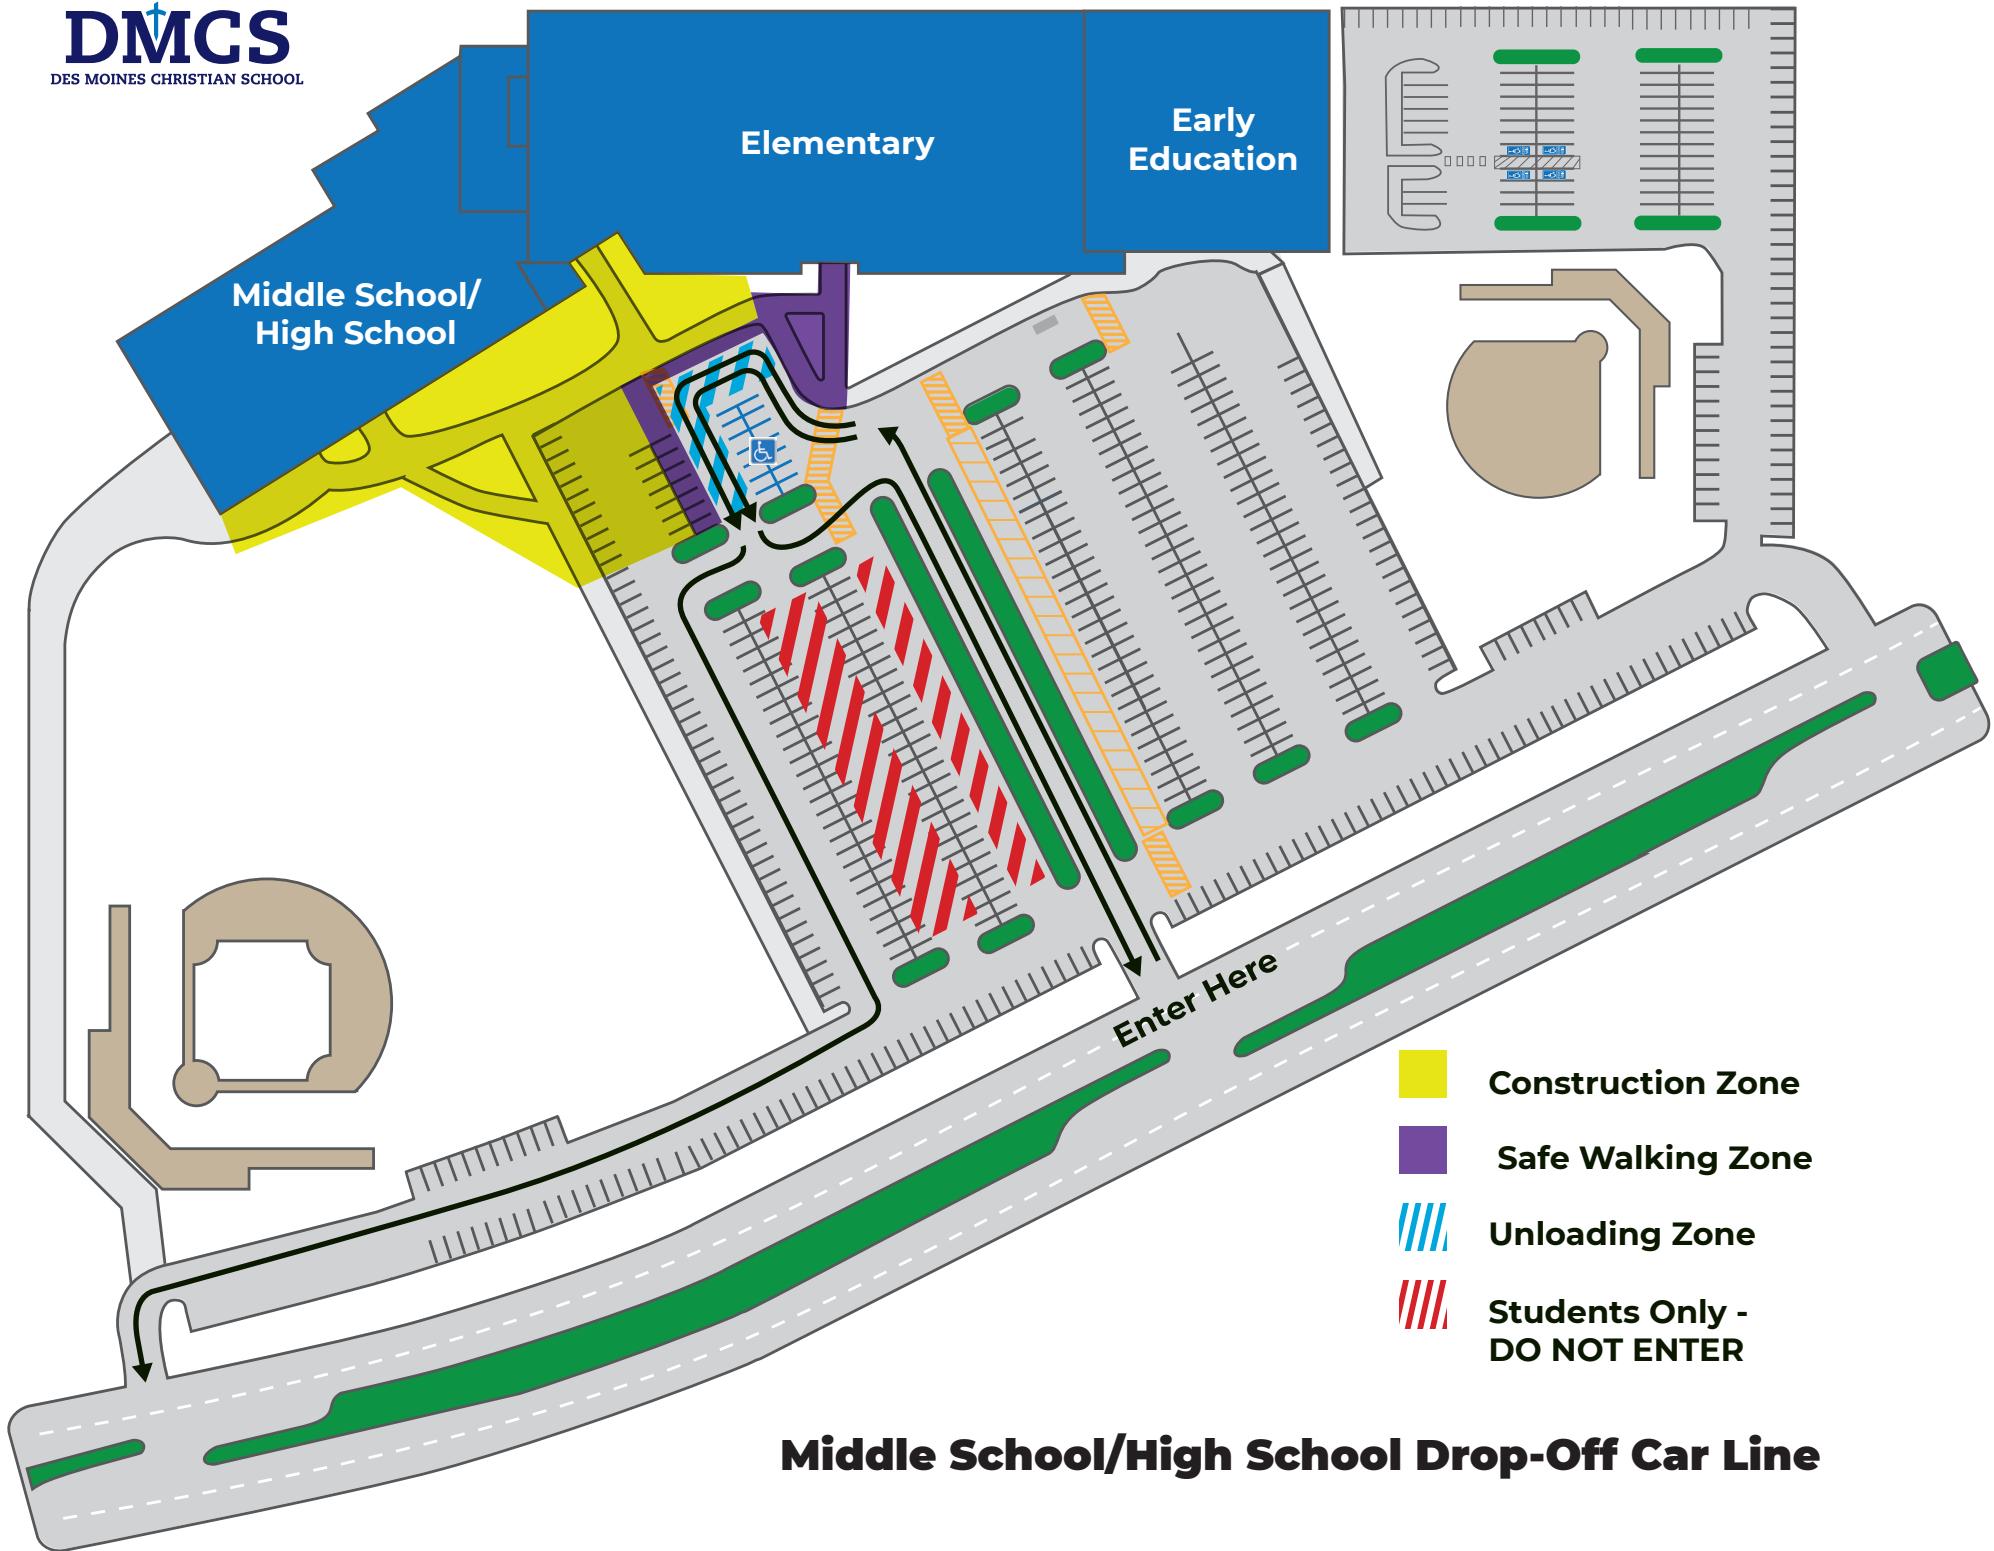 DMCS
DES MOINES CHRISTIAN SCHOOL
Elementary
Early
Education
Middle School/
High School
Enter Here
Construction Zone
Safe Walking Zone
Unloading Zone
Students Only -
DO NOT ENTER
Middle School/High School Drop-Off Car Line